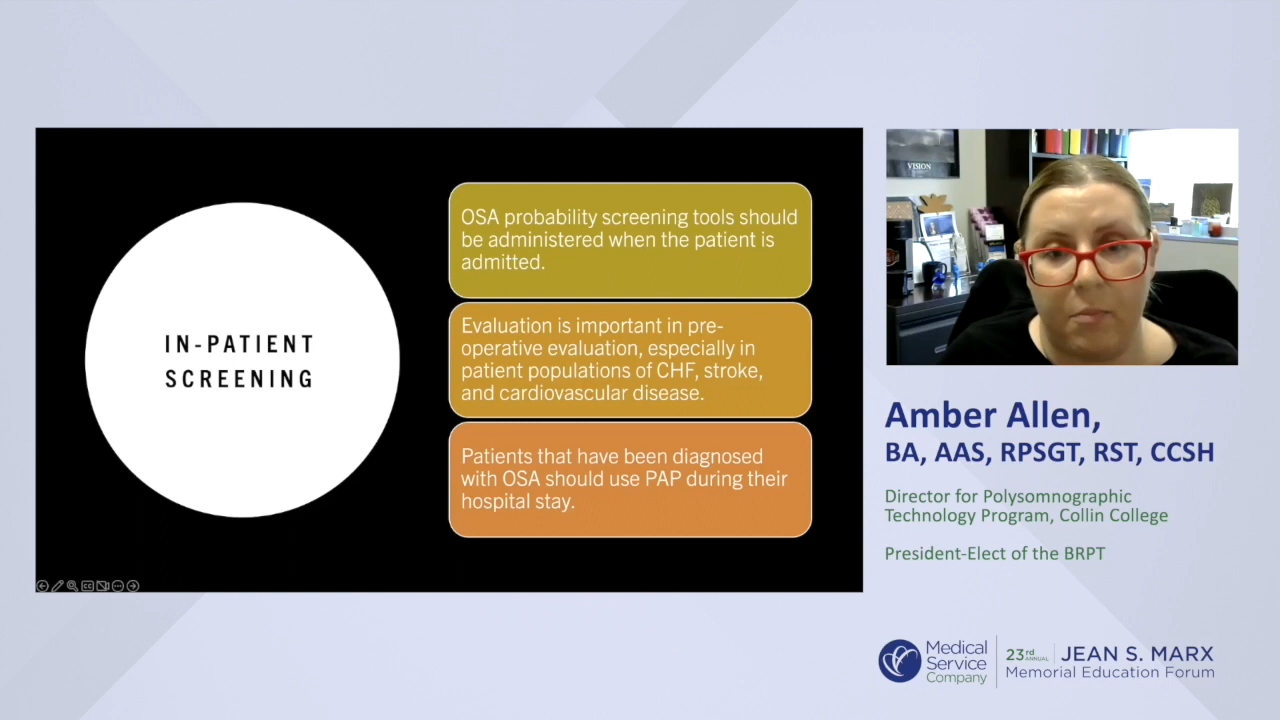 IN-PATIENT
SCREENING
OSA probability screening tools should
be administered when the patient is
admitted.
Evaluation is important in pre-
operative evaluation, especially in
patient populations of CHF, stroke,
and cardiovascular disease.
Patients that have been diagnosed
with OSA should use PAP during their
hospital stay.
VISION
Amber Allen,
BA, AAS, RPSGT, RST, CCSH
Director for Polysomnographic
Technology Program, Collin College
President-Elect of the BRPT
Medical
Service
Company
23rd ANNUAL
JEAN S. MARX
Memorial Education Forum